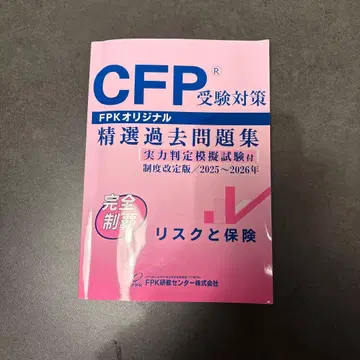 CFP® 受験対策
FPKオリジナル
精選過去問題集
[実力判定模擬試験付]
制度改定版/2025～2026年
完全
制覇
リスクと保険
FPK研修センター株式会社